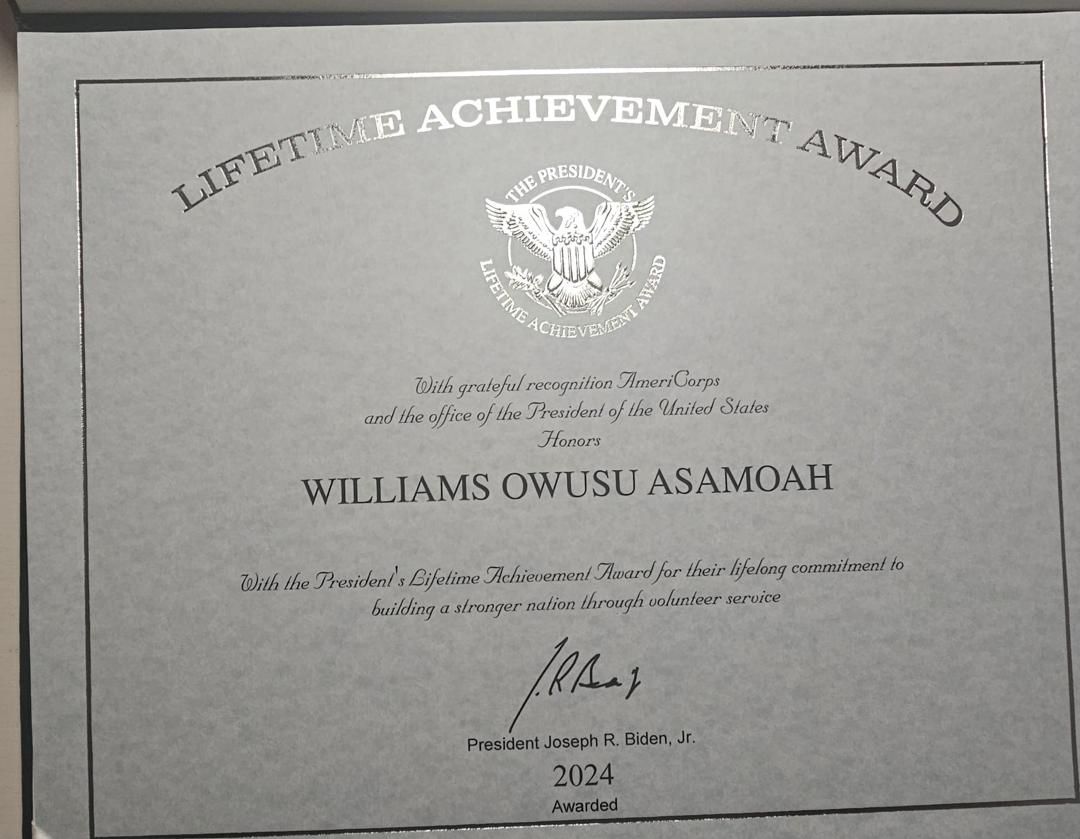 LIFETIME ACHIEVEMENT AWARD
THE PRESIDENT'S
LIFETIME ACHIEVEMENT AWARD
With grateful recognition AmeriCorps
and the office of the President of the United States
Honors
WILLIAMS OWUSU ASAMOAH
With the President's Lifetime Achievement Award for their lifelong commitment to
building a stronger nation through volunteer service
President Joseph R. Biden, Jr.
2024
Awarded